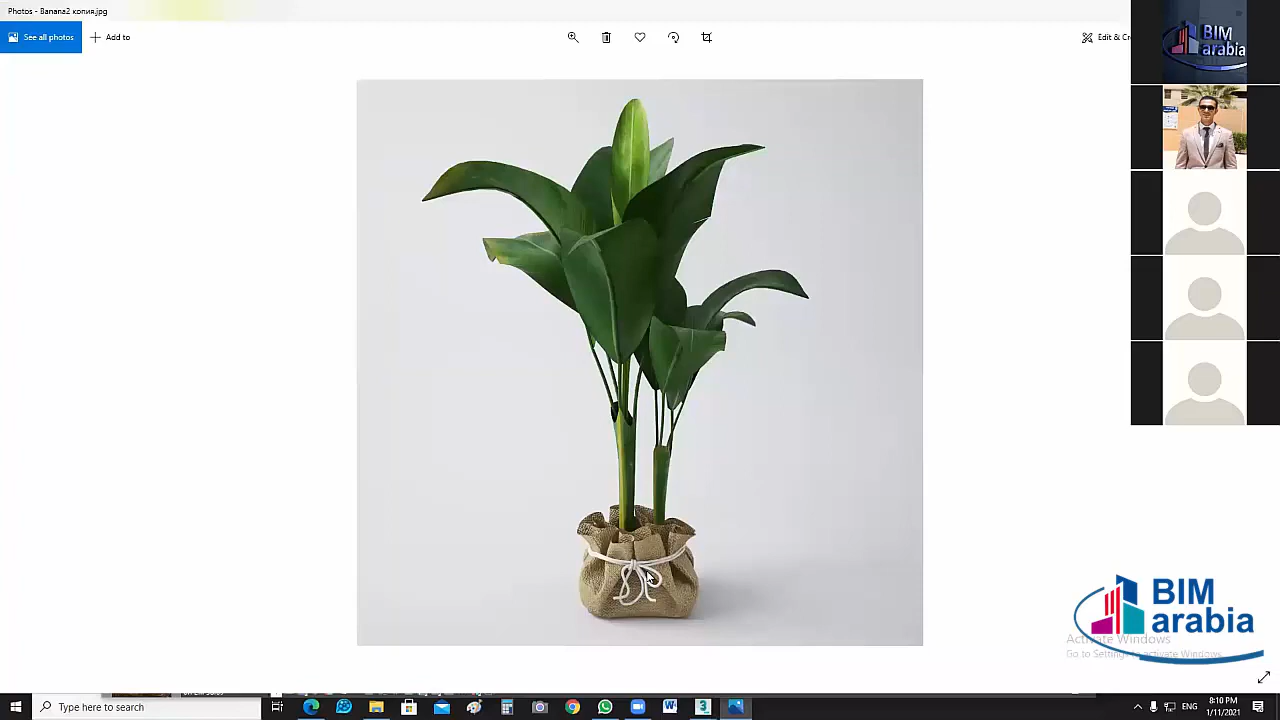 Photos - Banana2 копия.jpg
See all photos
Add to
Edit & Cr
BIM
arabia
BIM
arabia
Activate Windows
Go to Settings to activate Windows.
Type here to search
ENG
8:10 PM
1/11/2021